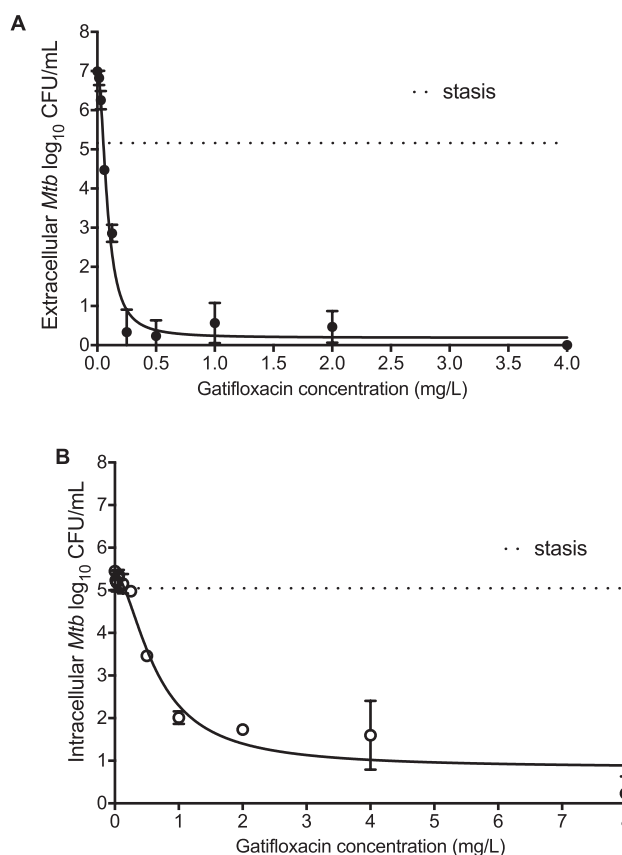 A
Extracellular Mtb log10 CFU/mL
8
7
6
5
4
3
2
1
0
stasis
0.0 0.5 1.0 1.5 2.0 2.5 3.0 3.5 4.0
Gatifloxacin concentration (mg/L)
B
Intracellular Mtb log10 CFU/mL
8
7
6
5
4
3
2
1
0
stasis
0 1 2 3 4 5 6 7
Gatifloxacin concentration (mg/L)